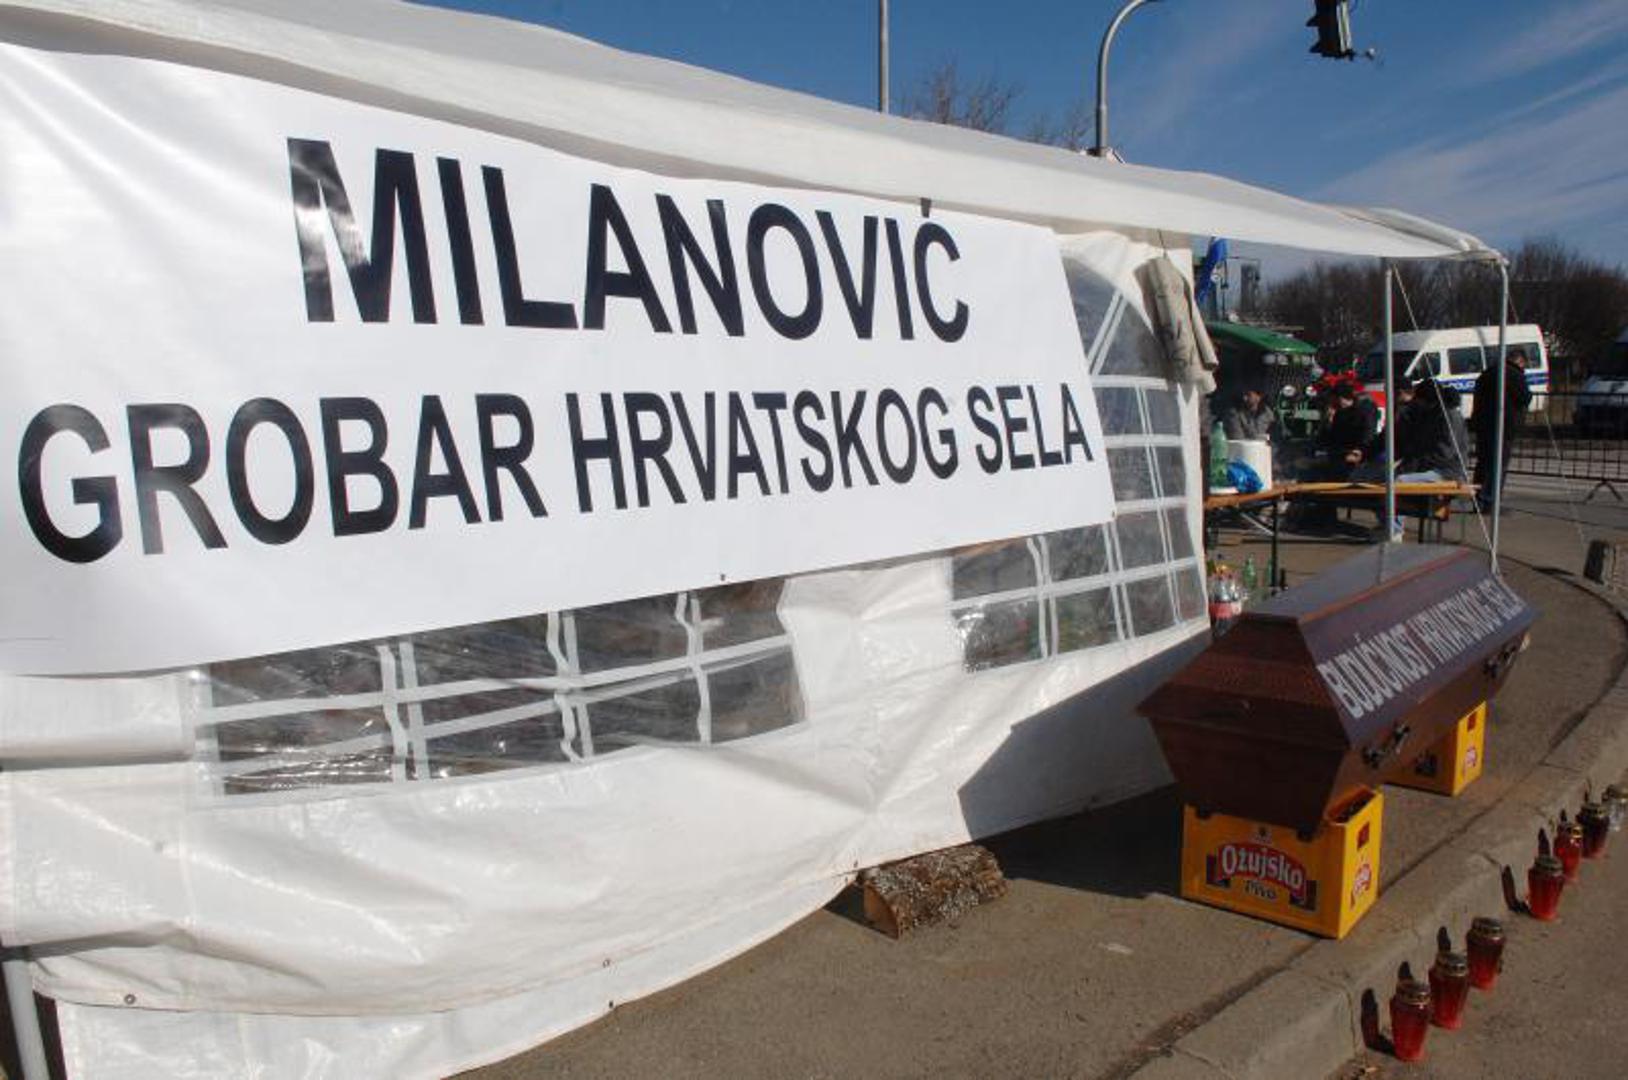 MILANOVIĆ
GROBAR HRVATSKOG SELA
BUDUĆNOST HRVATSKOG SELA
Ožujsko
Pivo